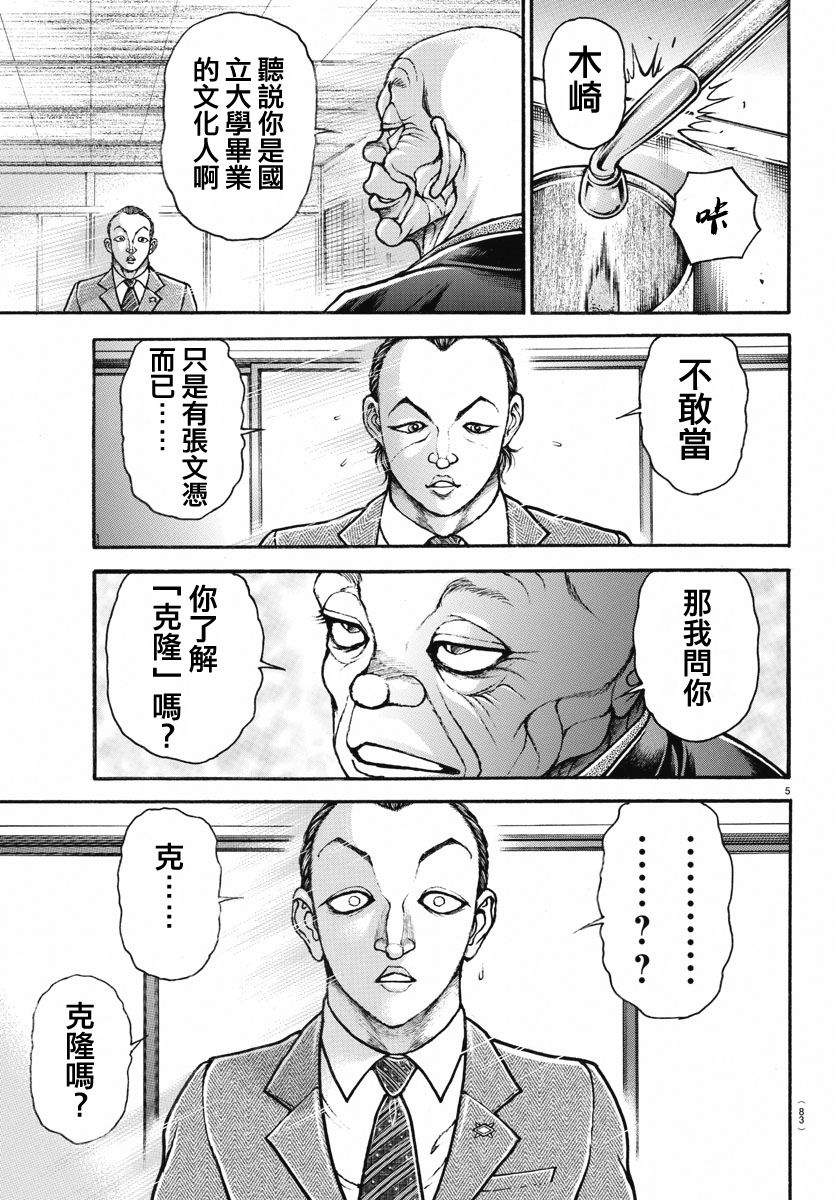 木崎
咔
聽說你是國
立大學畢業
的文化人啊
不敢當
只是有張文憑
而已……
那我問你
你了解
「克隆」嗎？
5
…………？？
克……
克隆嗎？
（83）